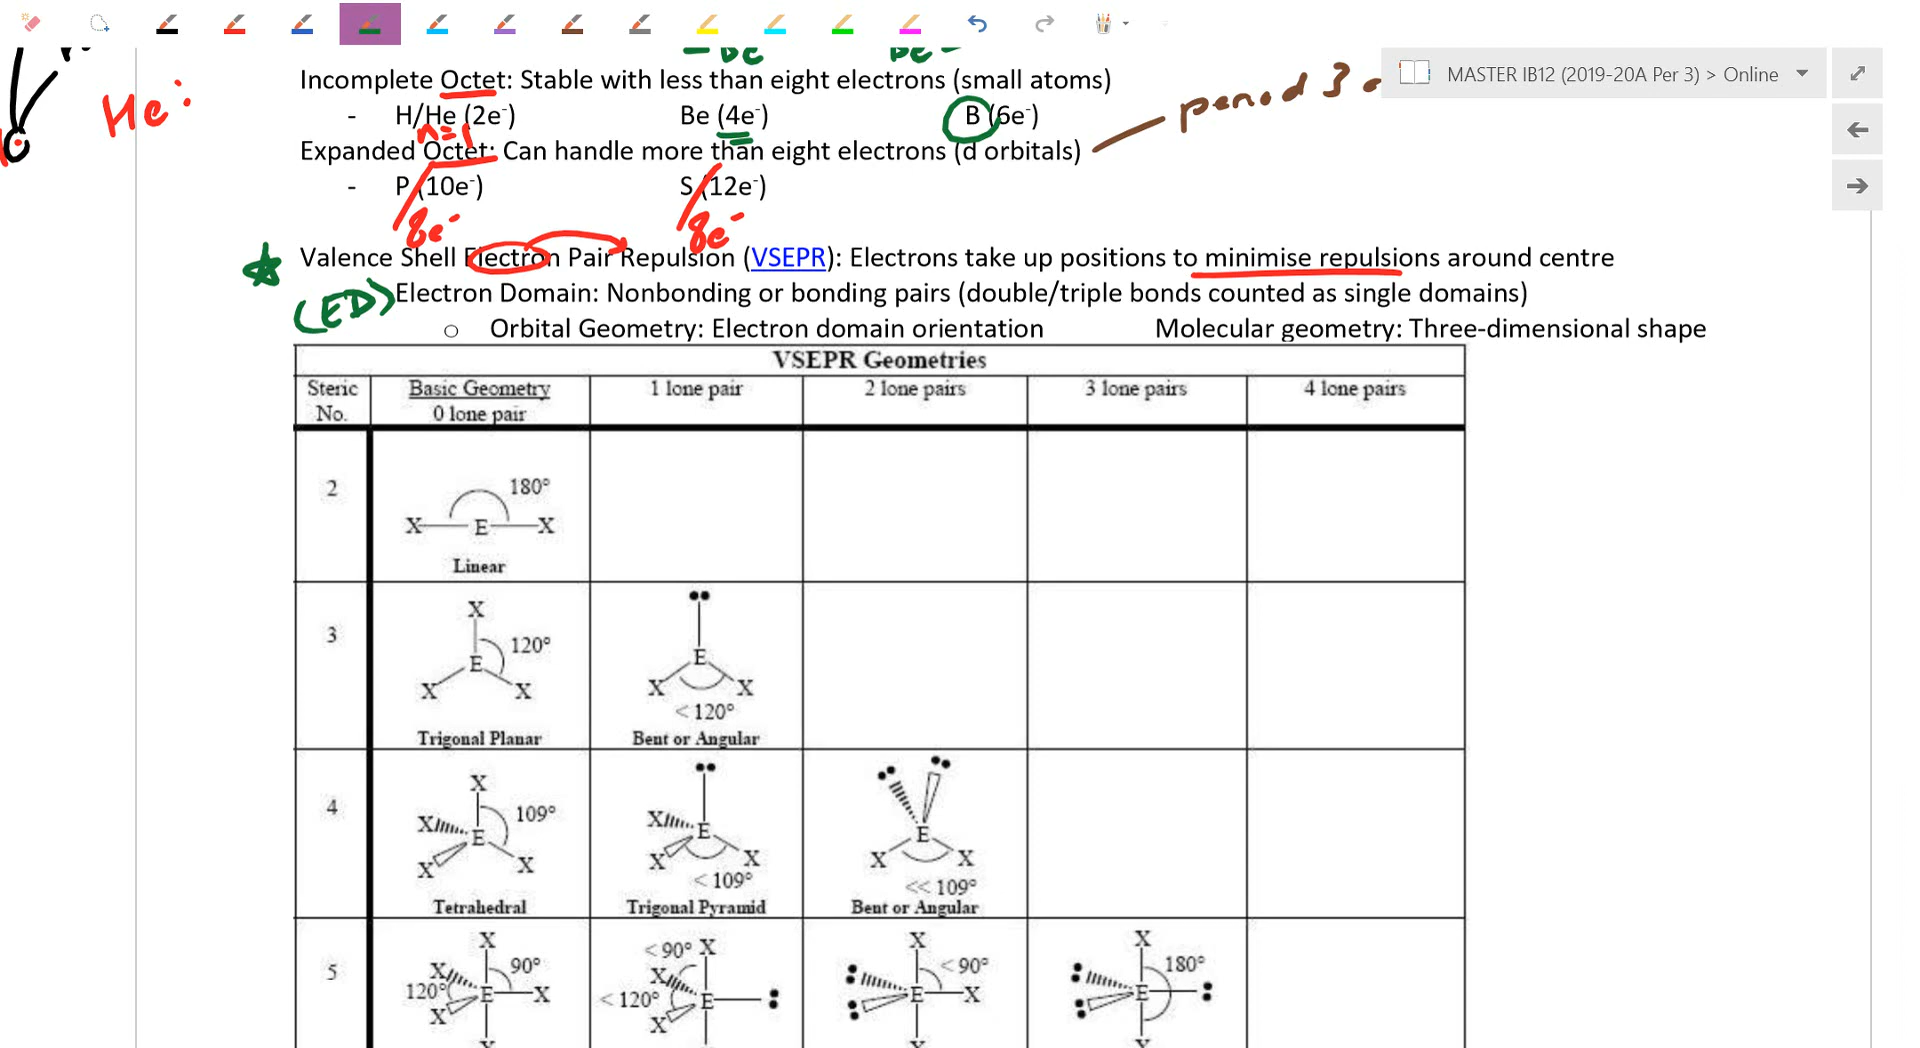 MASTER IB12 (2019-20A Per 3) > Online
Be
Be
Incomplete Octet: Stable with less than eight electrons (small atoms)
He:
- H/He (2e⁻) Be (4e⁻) B (6e⁻)
period 3
n=1
Expanded Octet: Can handle more than eight electrons (d orbitals)
- P (10e⁻) S (12e⁻)
8e⁻ 8e⁻
Valence Shell Electron Pair Repulsion (VSEPR): Electrons take up positions to minimise repulsions around centre
(ED) Electron Domain: Nonbonding or bonding pairs (double/triple bonds counted as single domains)
o Orbital Geometry: Electron domain orientation Molecular geometry: Three-dimensional shape
VSEPR Geometries
Steric No. Basic Geometry 0 lone pair 1 lone pair 2 lone pairs 3 lone pairs 4 lone pairs
2
180°
X E X
Linear
3
X
120°
E
X X
Trigonal Planar
E
X X
<120°
Bent or Angular
4
X
109°
X E
X X
Tetrahedral
X E
X X
<109°
Trigonal Pyramid
E
X X
<<109°
Bent or Angular
5
X
X 90°
120° E X
X
X
<90° X
X
<120° E
X
X
<90°
E X
X
X
180°
E
X